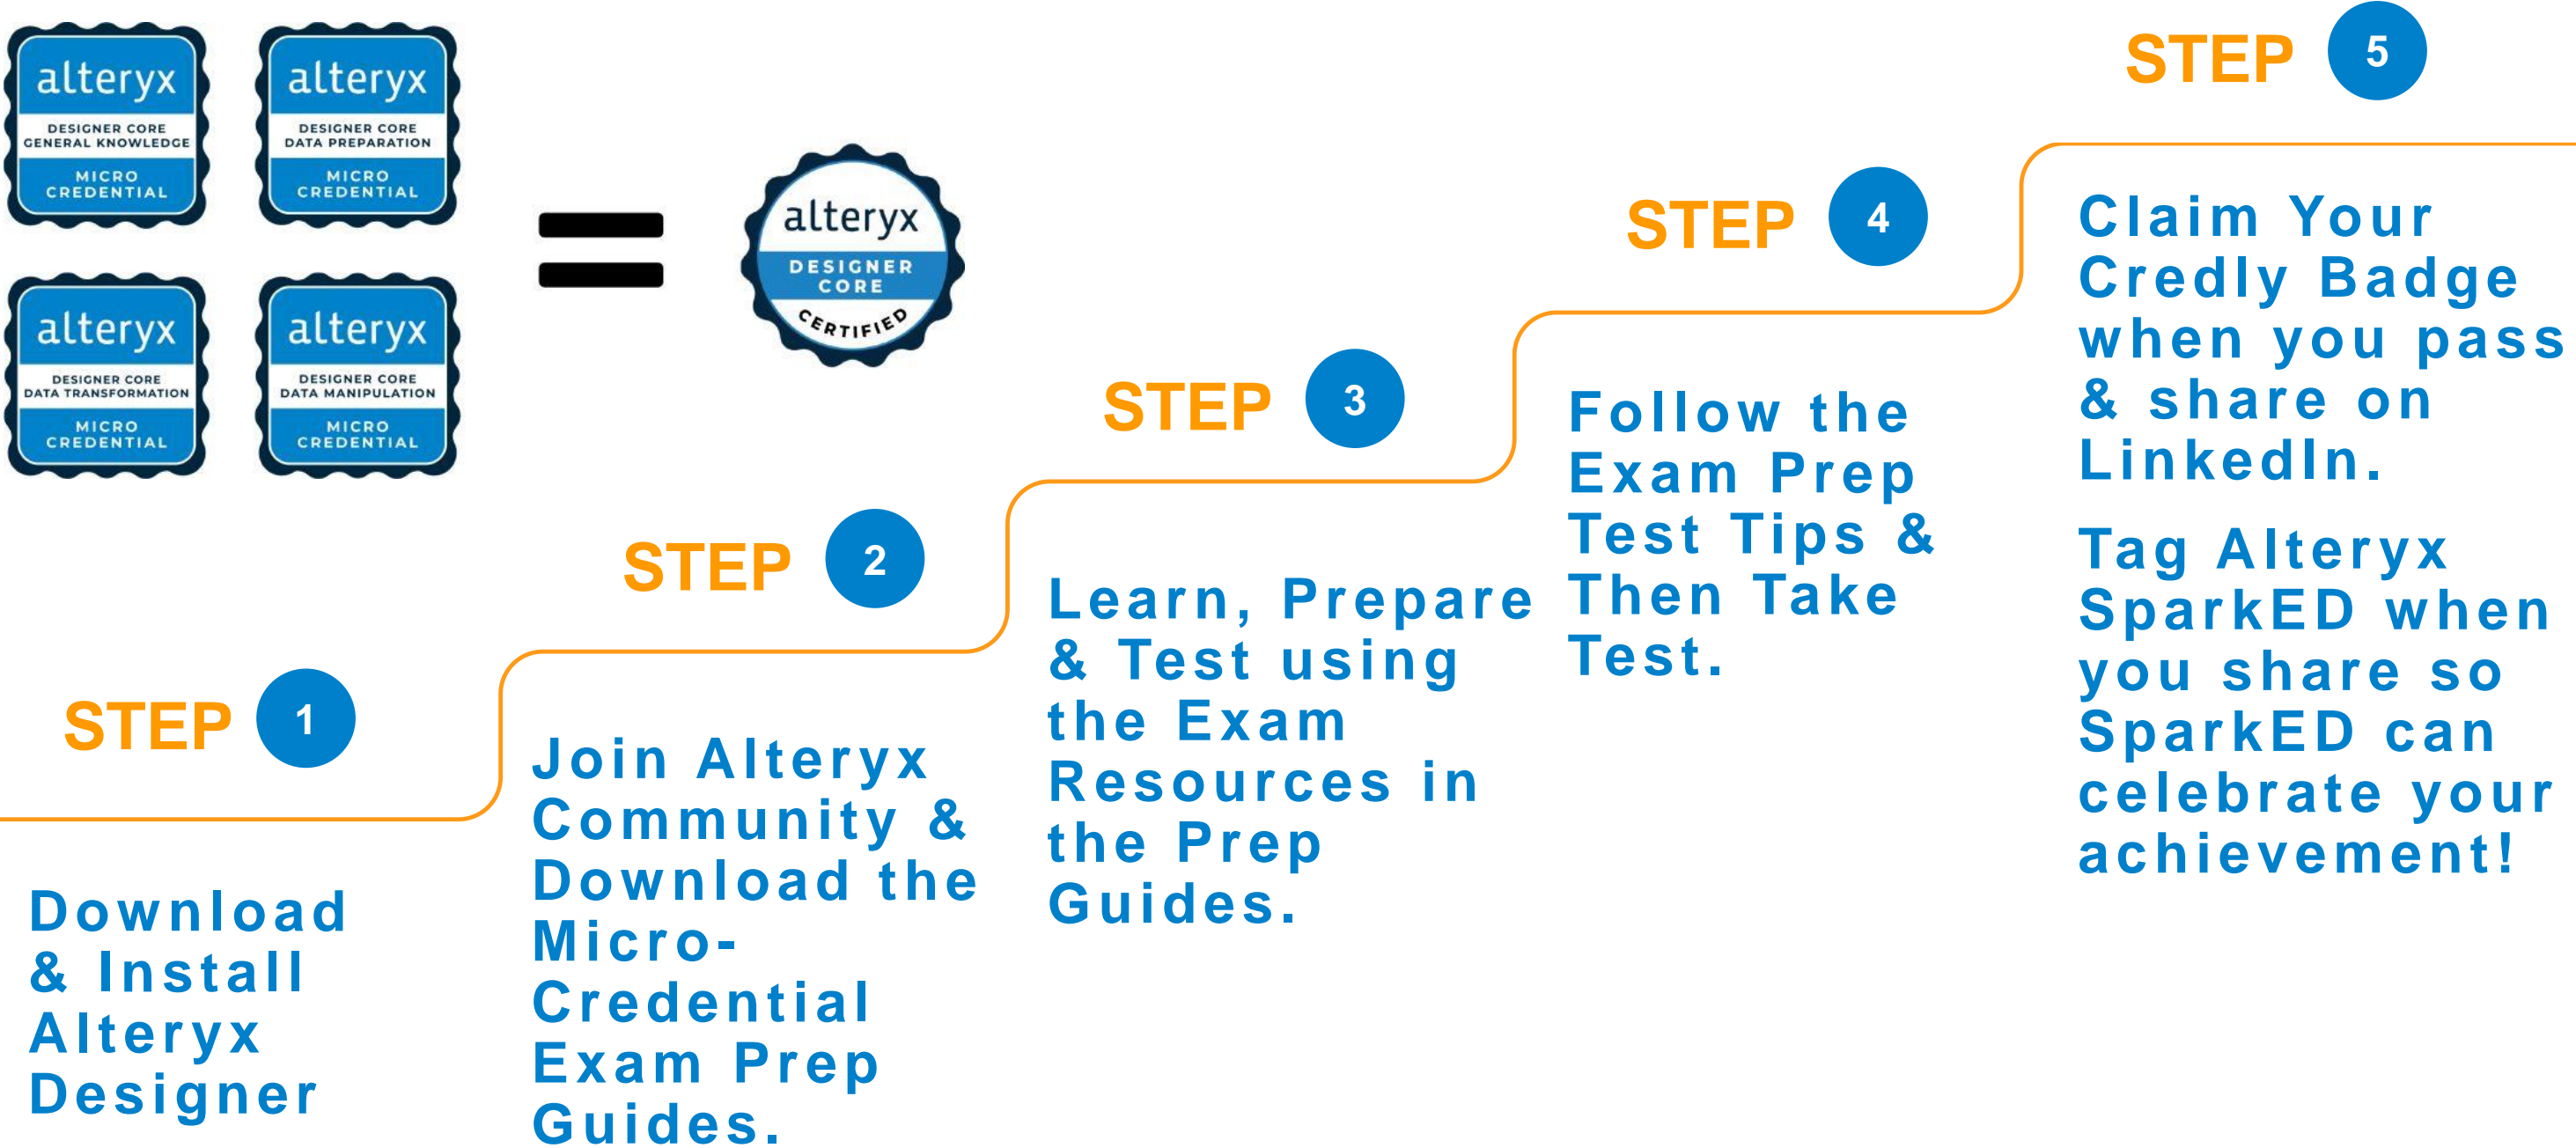 alteryx
DESIGNER CORE
GENERAL KNOWLEDGE
MICRO
CREDENTIAL
alteryx
DESIGNER CORE
DATA PREPARATION
MICRO
CREDENTIAL
alteryx
DESIGNER CORE
DATA TRANSFORMATION
MICRO
CREDENTIAL
alteryx
DESIGNER CORE
DATA MANIPULATION
MICRO
CREDENTIAL
=
alteryx
DESIGNER
CORE
CERTIFIED
STEP 1
Download
& Install
Alteryx
Designer
STEP 2
Join Alteryx
Community &
Download the
Micro-
Credential
Exam Prep
Guides.
STEP 3
Learn, Prepare
& Test using
the Exam
Resources in
the Prep
Guides.
STEP 4
Follow the
Exam Prep
Test Tips &
Then Take
Test.
STEP 5
Claim Your
Credly Badge
when you pass
& share on
LinkedIn.
Tag Alteryx
SparkED when
you share so
SparkED can
celebrate your
achievement!